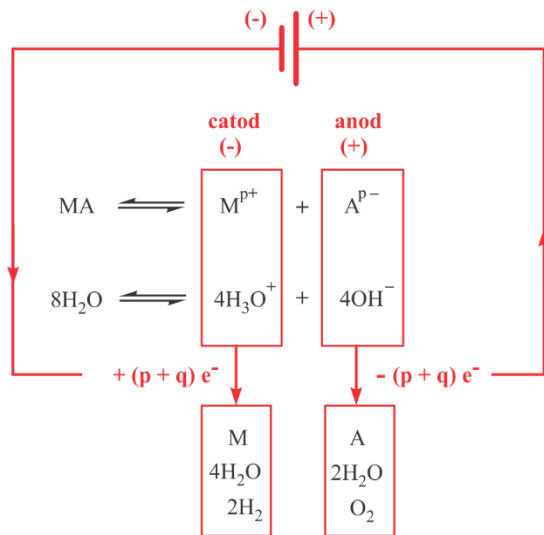 (-) (+)
catod anod
(-) (+)
MA ⇌ M^{p+} + A^{p−}
8H₂O ⇌ 4H₃O⁺ + 4OH⁻
+ (p + q) e⁻ - (p + q) e⁻
M A
4H₂O 2H₂O
2H₂ O₂